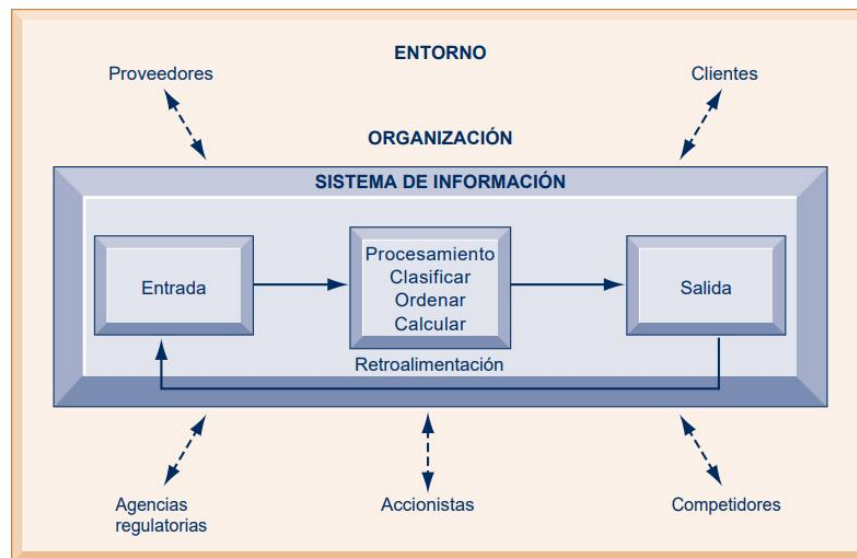 ENTORNO
Proveedores
Clientes
ORGANIZACIÓN
SISTEMA DE INFORMACIÓN
Entrada
Procesamiento
Clasificar
Ordenar
Calcular
Salida
Retroalimentación
Agencias
regulatorias
Accionistas
Competidores